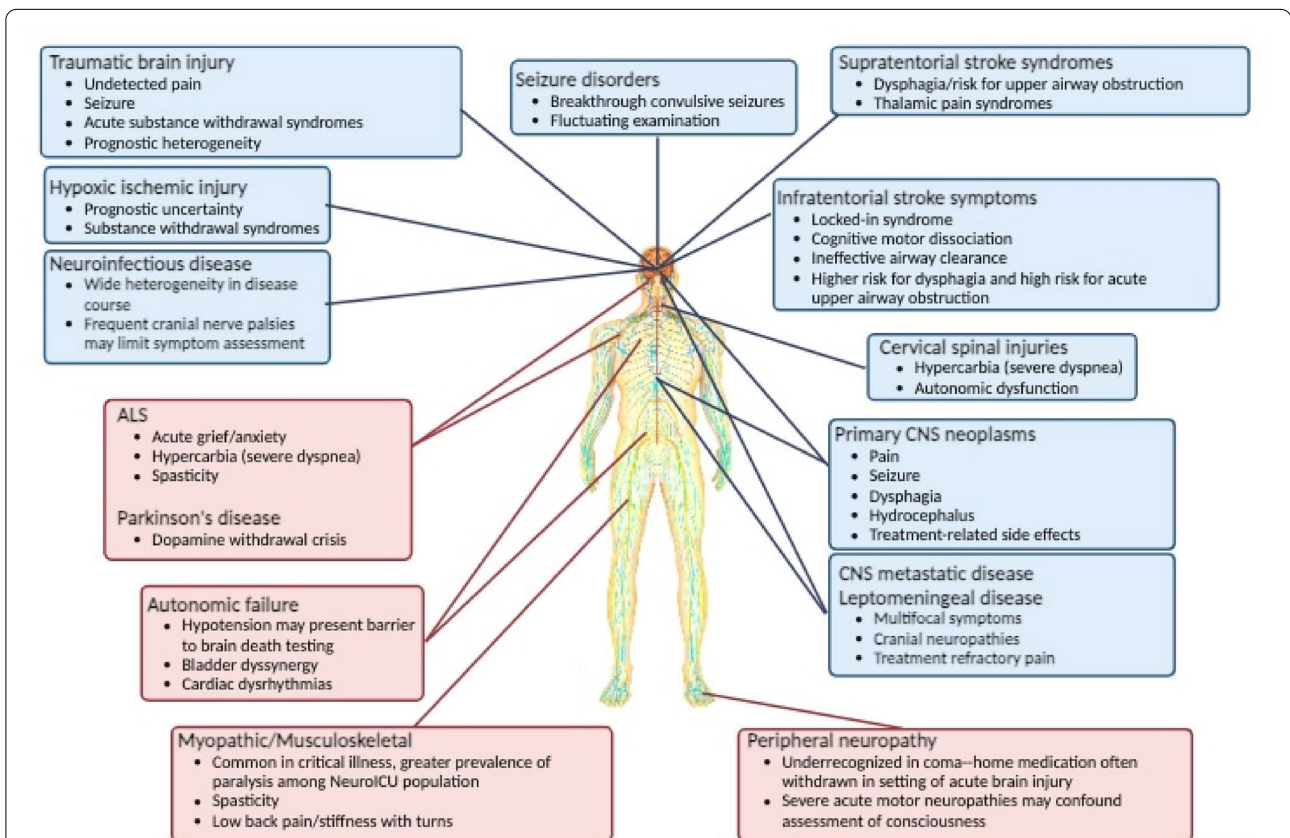 Traumatic brain injury
• Undetected pain
• Seizure
• Acute substance withdrawal syndromes
• Prognostic heterogeneity
Seizure disorders
• Breakthrough convulsive seizures
• Fluctuating examination
Supratentorial stroke syndromes
• Dysphagia/risk for upper airway obstruction
• Thalamic pain syndromes
Hypoxic ischemic injury
• Prognostic uncertainty
• Substance withdrawal syndromes
Infratentorial stroke symptoms
• Locked-in syndrome
• Cognitive motor dissociation
• Ineffective airway clearance
• Higher risk for dysphagia and high risk for acute
upper airway obstruction
Neuroinfectious disease
• Wide heterogeneity in disease
course
• Frequent cranial nerve palsies
may limit symptom assessment
Cervical spinal injuries
• Hypercarbia (severe dyspnea)
• Autonomic dysfunction
ALS
• Acute grief/anxiety
• Hypercarbia (severe dyspnea)
• Spasticity
Parkinson's disease
• Dopamine withdrawal crisis
Primary CNS neoplasms
• Pain
• Seizure
• Dysphagia
• Hydrocephalus
• Treatment-related side effects
CNS metastatic disease
Leptomeningeal disease
• Multifocal symptoms
• Cranial neuropathies
• Treatment refractory pain
Autonomic failure
• Hypotension may present barrier
to brain death testing
• Bladder dyssynergy
• Cardiac dysrhythmias
Myopathic/Musculoskeletal
• Common in critical illness, greater prevalence of
paralysis among NeuroICU population
• Spasticity
• Low back pain/stiffness with turns
Peripheral neuropathy
• Underrecognized in coma--home medication often
withdrawn in setting of acute brain injury
• Severe acute motor neuropathies may confound
assessment of consciousness